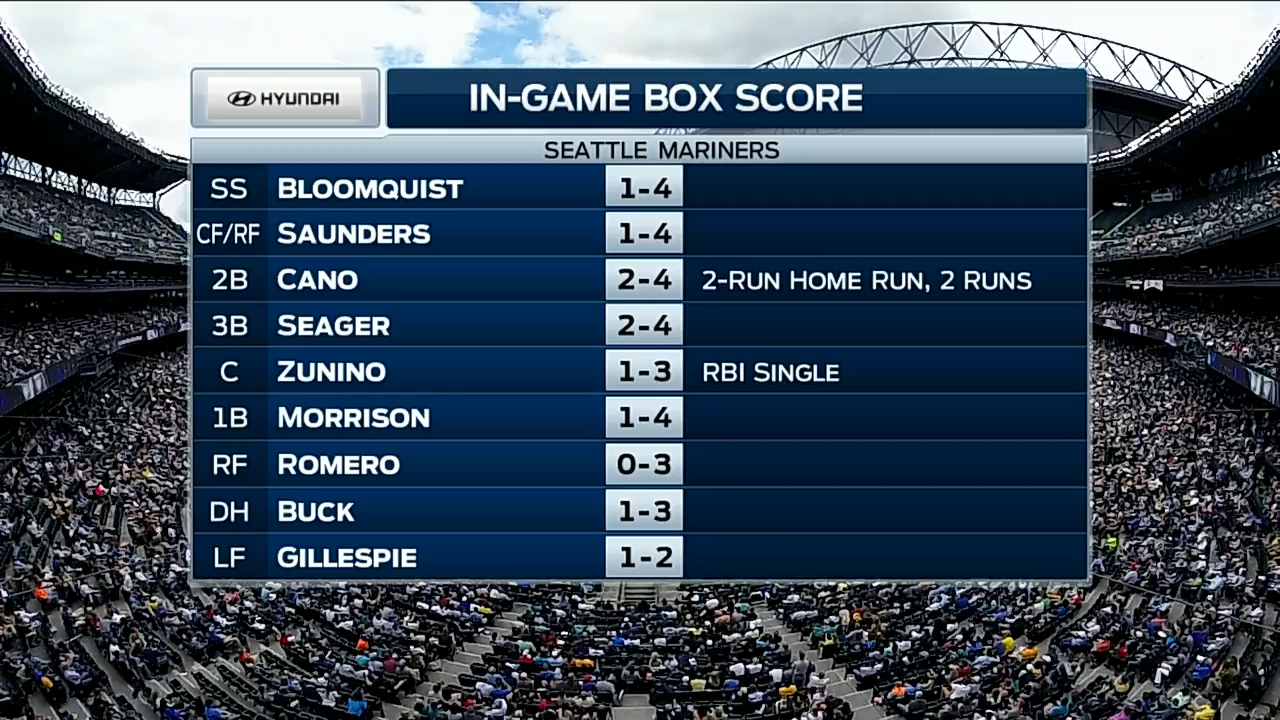 HYUNDAI IN-GAME BOX SCORE
SEATTLE MARINERS
SS BLOOMQUIST 1-4
CF/RF SAUNDERS 1-4
2B CANO 2-4 2-RUN HOME RUN, 2 RUNS
3B SEAGER 2-4
C ZUNINO 1-3 RBI SINGLE
1B MORRISON 1-4
RF ROMERO 0-3
DH BUCK 1-3
LF GILLESPIE 1-2